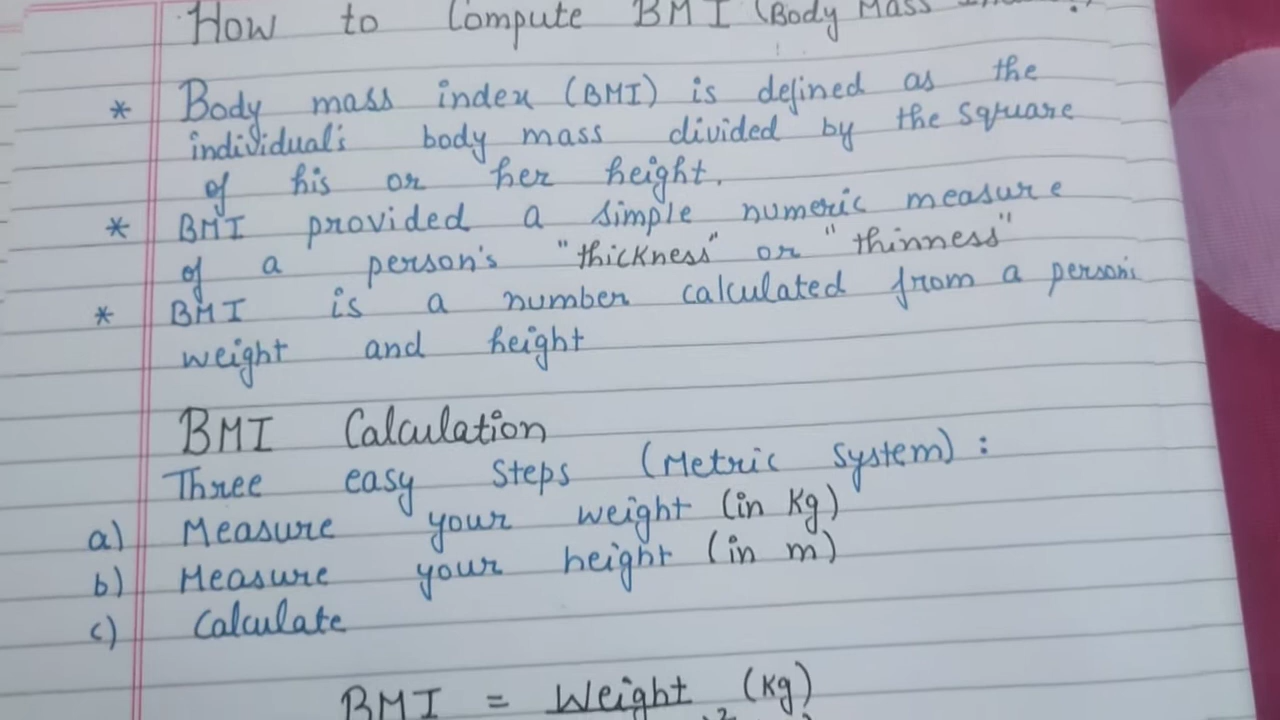 How to Compute BMI (Body Mass
* Body mass index (BMI) is defined as the
individual's body mass divided by the square
of his or her height.
* BMI provided a simple numeric measure
of a person's "thickness" or "thinness"
* BMI is a number calculated from a person's
weight and height
BMI Calculation
Three easy Steps (Metric System) :
a) Measure your weight (in Kg)
b) Measure your height (in m)
c) Calculate
BMI = Weight (Kg)